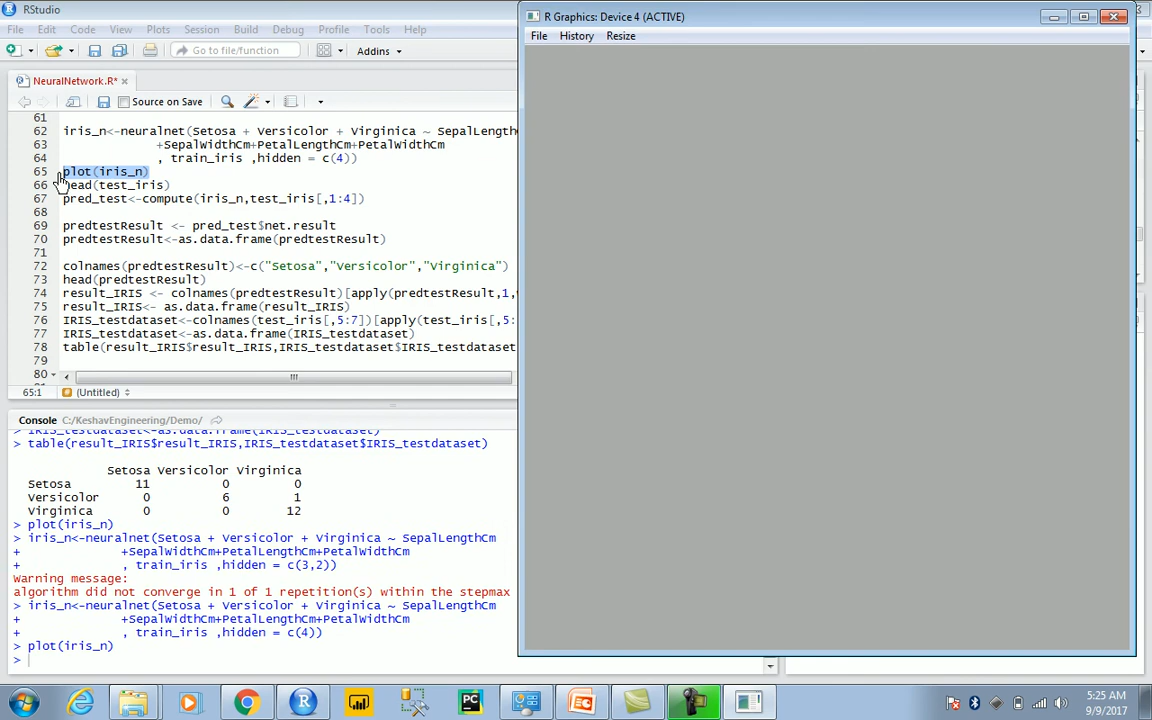 RStudio
R Graphics: Device 4 (ACTIVE)
File Edit Code View Plots Session Build Debug Profile Tools Help
File History Resize
Go to file/function
Addins
NeuralNetwork.R*
Source on Save
61
62 iris_n<-neuralnet(Setosa + Versicolor + Virginica ~ SepalLength
63 +SepalWidthCm+PetalLengthCm+PetalWidthCm
64 , train_iris ,hidden = c(4))
65 plot(iris_n)
66 head(test_iris)
67 pred_test<-compute(iris_n,test_iris[,1:4])
68
69 predtestResult <- pred_test$net.result
70 predtestResult<-as.data.frame(predtestResult)
71
72 colnames(predtestResult)<-c("Setosa","Versicolor","Virginica")
73 head(predtestResult)
74 result_IRIS <- colnames(predtestResult)[apply(predtestResult,1,
75 result_IRIS<- as.data.frame(result_IRIS)
76 IRIS_testdataset<-colnames(test_iris[,5:7])[apply(test_iris[,5:
77 IRIS_testdataset<-as.data.frame(IRIS_testdataset)
78 table(result_IRIS$result_IRIS,IRIS_testdataset$IRIS_testdataset
79
80
65:1 (Untitled)
Console C:/KeshavEngineering/Demo/
> IRIS_testdataset<-as.data.frame(IRIS_testdataset)
> table(result_IRIS$result_IRIS,IRIS_testdataset$IRIS_testdataset)
Setosa Versicolor Virginica
Setosa 11 0 0
Versicolor 0 6 1
Virginica 0 0 12
> plot(iris_n)
> iris_n<-neuralnet(Setosa + Versicolor + Virginica ~ SepalLengthCm
+ +SepalWidthCm+PetalLengthCm+PetalWidthCm
+ , train_iris ,hidden = c(3,2))
Warning message:
algorithm did not converge in 1 of 1 repetition(s) within the stepmax
> iris_n<-neuralnet(Setosa + Versicolor + Virginica ~ SepalLengthCm
+ +SepalWidthCm+PetalLengthCm+PetalWidthCm
+ , train_iris ,hidden = c(4))
> plot(iris_n)
>
PC
5:25 AM
9/9/2017